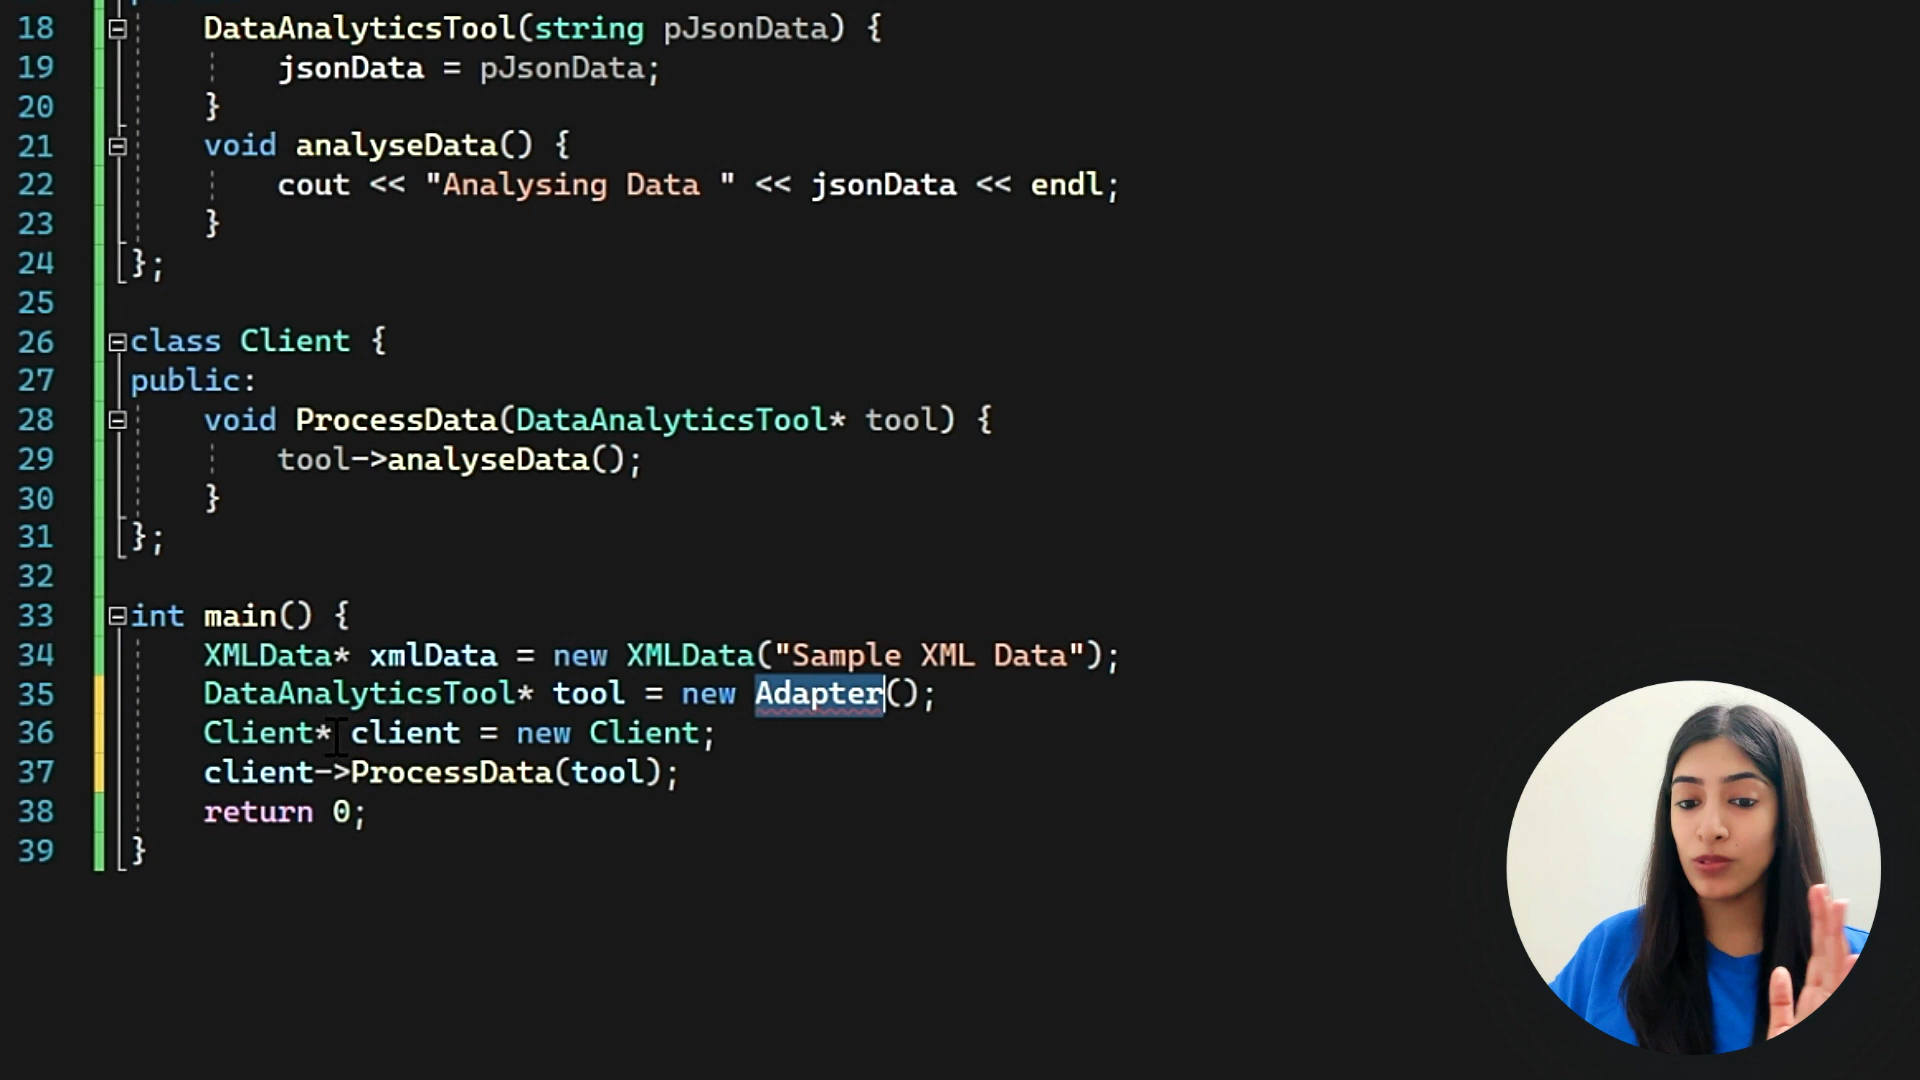 18 DataAnalyticsTool(string pJsonData) {
19 jsonData = pJsonData;
20 }
21 void analyseData() {
22 cout << "Analysing Data " << jsonData << endl;
23 }
24 };
25
26 class Client {
27 public:
28 void ProcessData(DataAnalyticsTool* tool) {
29 tool->analyseData();
30 }
31 };
32
33 int main() {
34 XMLData* xmlData = new XMLData("Sample XML Data");
35 DataAnalyticsTool* tool = new Adapter();
36 Client* client = new Client;
37 client->ProcessData(tool);
38 return 0;
39 }